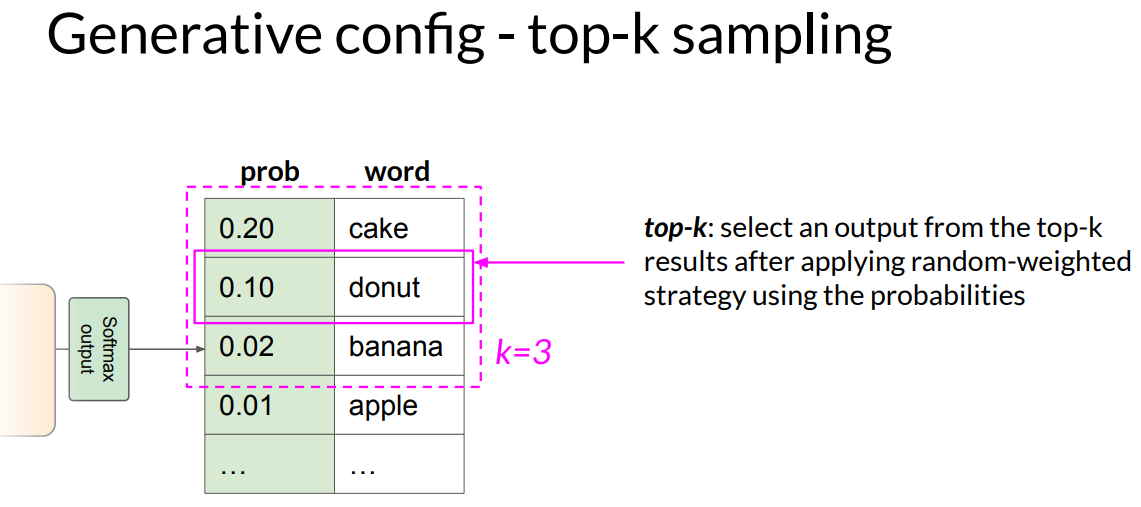 Generative config - top-k sampling
prob word
0.20 cake
0.10 donut
0.02 banana
0.01 apple
... ...
Softmax
output
k=3
top-k: select an output from the top-k
results after applying random-weighted
strategy using the probabilities